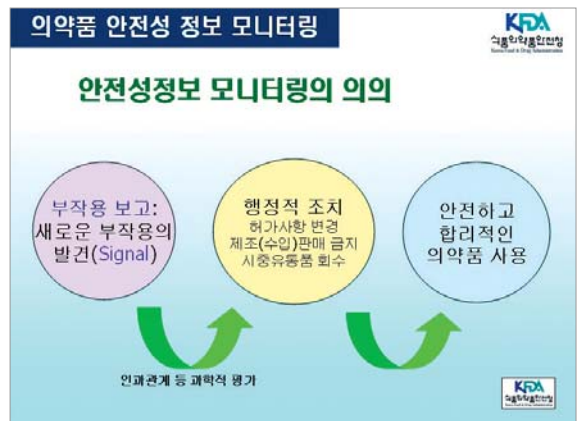 의약품 안전성 정보 모니터링
KFDA
식품의약품안전청
Korea Food & Drug Administration
안전성정보 모니터링의 의의
부작용 보고:
새로운 부작용의
발견(Signal)
행정적 조치
허가사항 변경
제조(수입)판매 금지
시중유통품 회수
안전하고
합리적인
의약품 사용
인과관계 등 과학적 평가
KFDA
식품의약품안전청